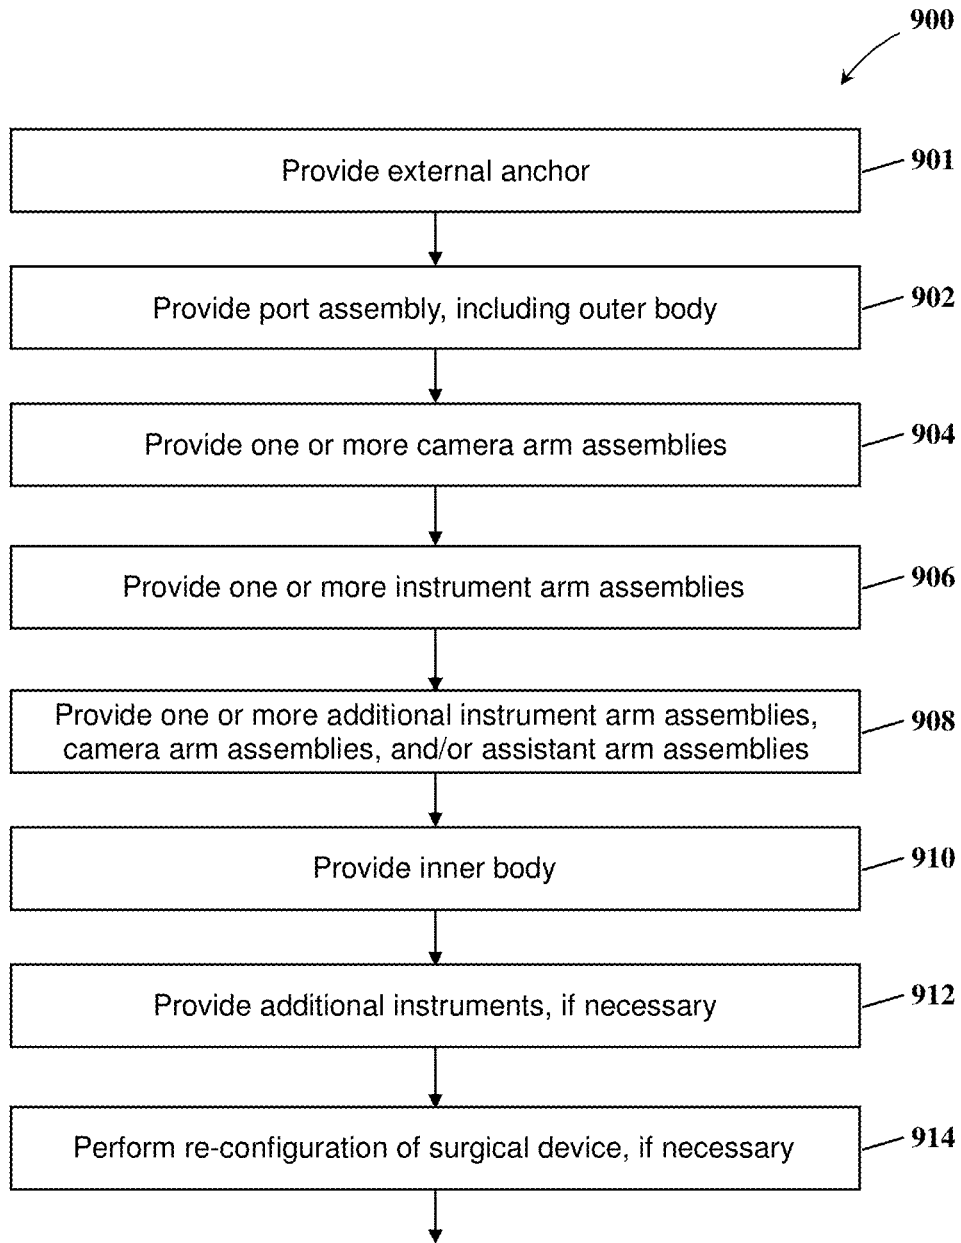 900
Provide external anchor
901
Provide port assembly, including outer body
902
Provide one or more camera arm assemblies
904
Provide one or more instrument arm assemblies
906
Provide one or more additional instrument arm assemblies,
camera arm assemblies, and/or assistant arm assemblies
908
Provide inner body
910
Provide additional instruments, if necessary
912
Perform re-configuration of surgical device, if necessary
914